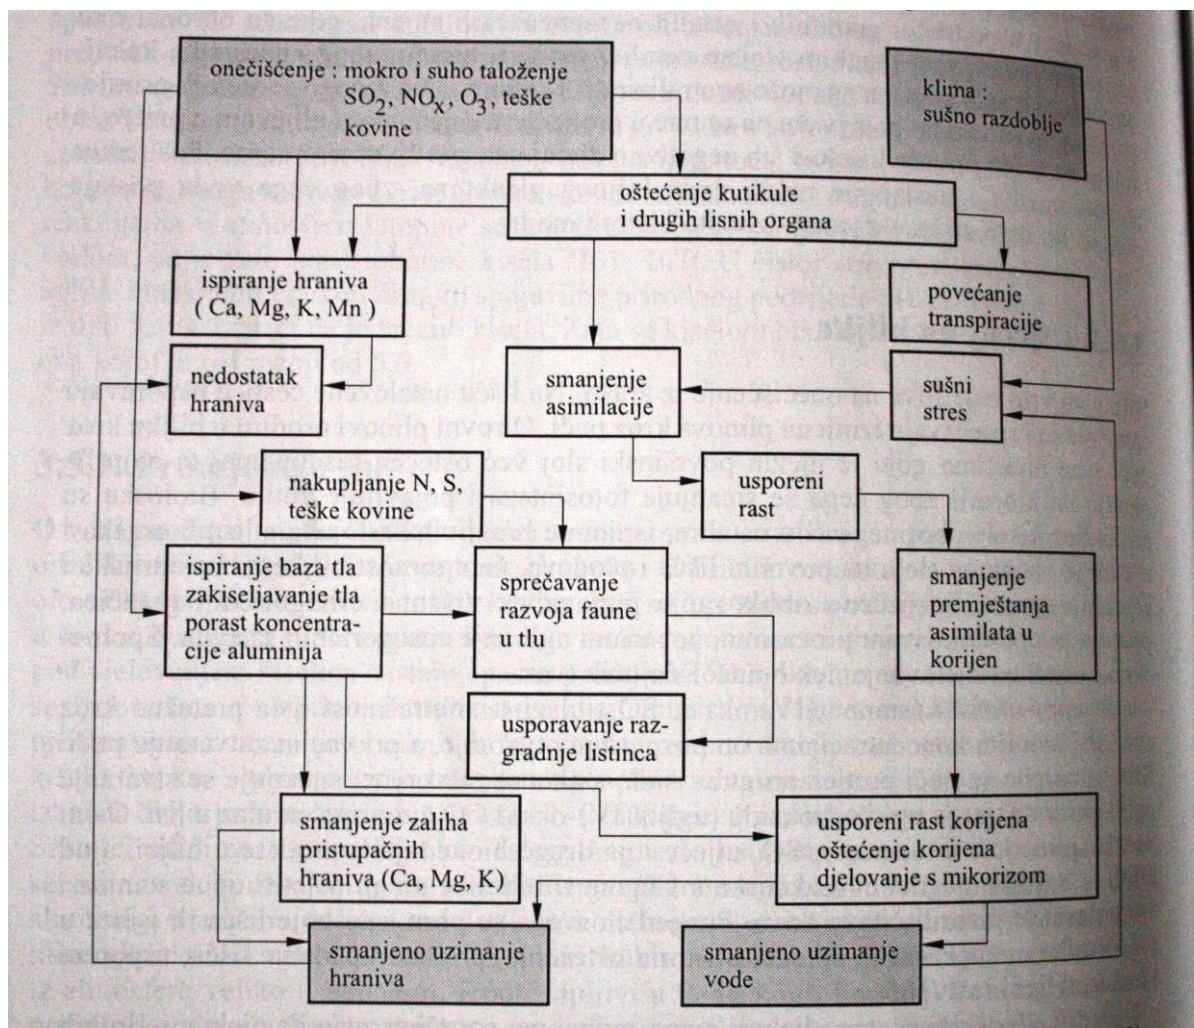 onečišćenje : mokro i suho taloženje
SO₂, NOₓ, O₃, teške
kovine
klima :
sušno razdoblje
oštećenje kutikule
i drugih lisnih organa
ispiranje hraniva
( Ca, Mg, K, Mn )
povećanje
transpiracije
nedostatak
hraniva
smanjenje
asimilacije
sušni
stres
nakupljanje N, S,
teške kovine
usporeni
rast
ispiranje baza tla
zakiseljavanje tla
porast koncentra-
cije aluminija
sprečavanje
razvoja faune
u tlu
smanjenje
premještanja
asimilata u
korijen
usporavanje raz-
gradnje listinca
smanjenje zaliha
pristupačnih
hraniva (Ca, Mg, K)
usporeni rast korijena
oštećenje korijena
djelovanje s mikorizom
smanjeno uzimanje
hraniva
smanjeno uzimanje
vode